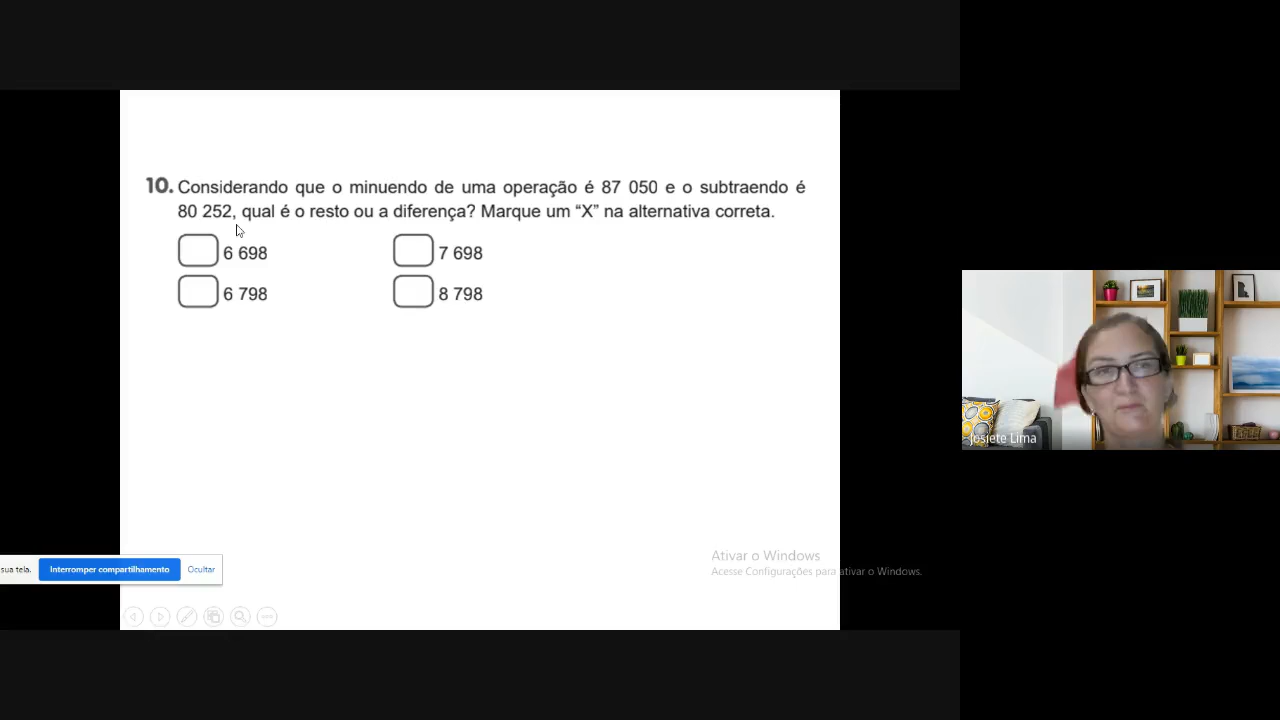 10. Considerando que o minuendo de uma operação é 87 050 e o subtraendo é
80 252, qual é o resto ou a diferença? Marque um “X” na alternativa correta.
6 698
7 698
6 798
8 798
Josiete Lima
Ativar o Windows
Acesse Configurações para ativar o Windows.
sua tela.
Interromper compartilhamento
Ocultar